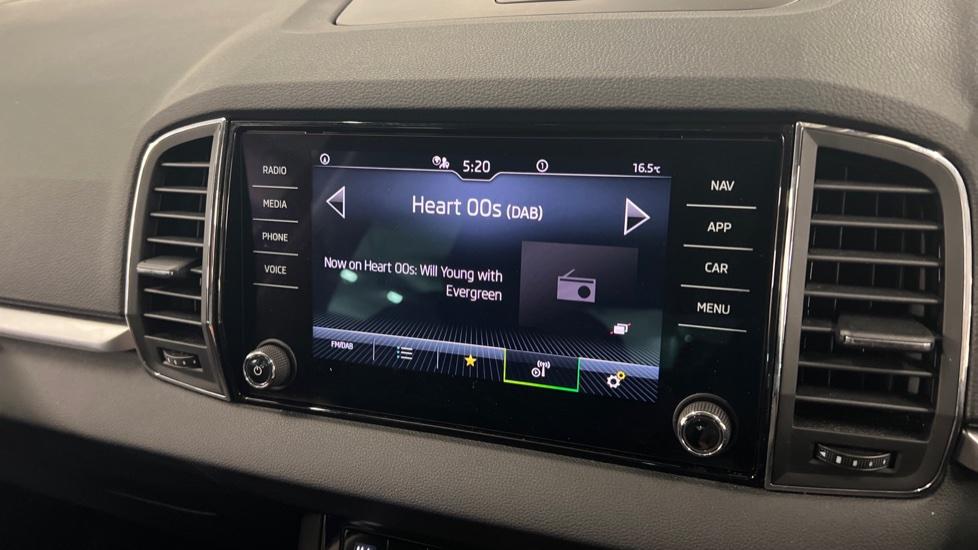 RADIO
MEDIA
PHONE
VOICE
5:20
1
16.5°C
Heart 00s (DAB)
Now on Heart 00s: Will Young with
Evergreen
FM/DAB
NAV
APP
CAR
MENU